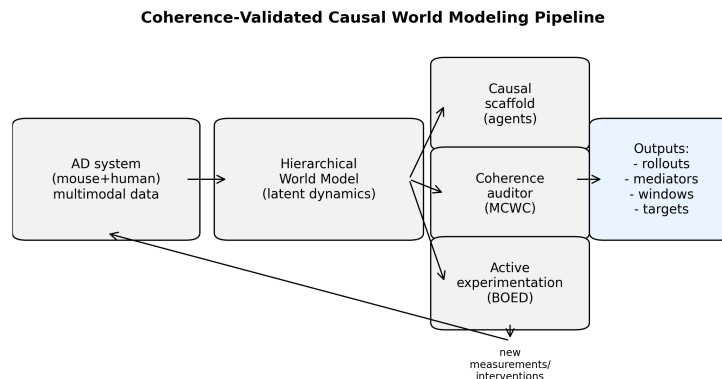 Coherence-Validated Causal World Modeling Pipeline
AD system
(mouse+human)
multimodal data
Hierarchical
World Model
(latent dynamics)
Causal
scaffold
(agents)
Coherence
auditor
(MCWC)
Active
experimentation
(BOED)
Outputs:
- rollouts
- mediators
- windows
- targets
new
measurements/
interventions